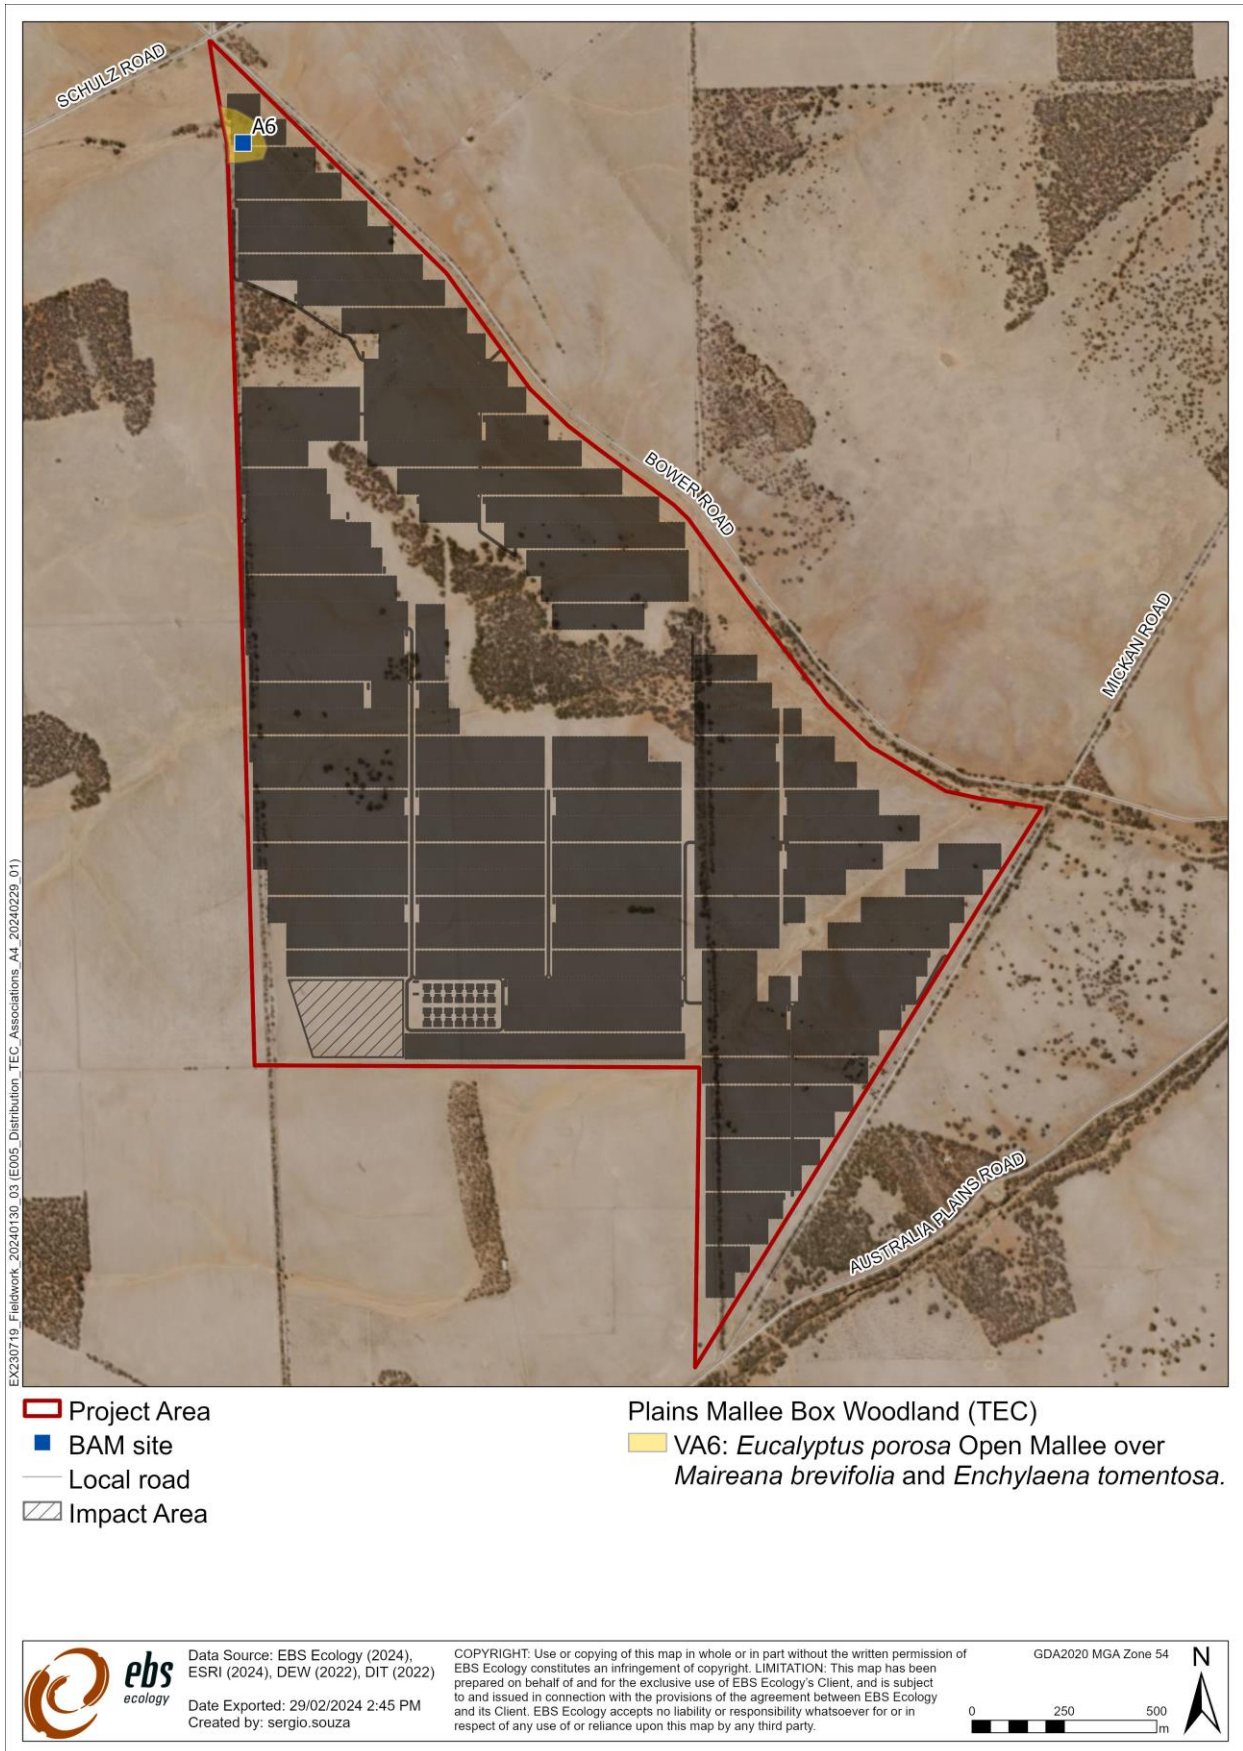 SCHULZ ROAD
A6
BOWER ROAD
MICKAN ROAD
AUSTRALIA PLAINS ROAD
EX230719_Fieldwork_20240130_03 (E005_Distribution_TEC_Associations_A4_20240229_01)
Project Area
BAM site
Local road
Impact Area
Plains Mallee Box Woodland (TEC)
VA6: Eucalyptus porosa Open Mallee over
Maireana brevifolia and Enchylaena tomentosa.
ebs
ecology
Data Source: EBS Ecology (2024),
ESRI (2024), DEW (2022), DIT (2022)
Date Exported: 29/02/2024 2:45 PM
Created by: sergio.souza
COPYRIGHT: Use or copying of this map in whole or in part without the written permission of
EBS Ecology constitutes an infringement of copyright. LIMITATION: This map has been
prepared on behalf of and for the exclusive use of EBS Ecology's Client, and is subject
to and issued in connection with the provisions of the agreement between EBS Ecology
and its Client. EBS Ecology accepts no liability or responsibility whatsoever for or in
respect of any use of or reliance upon this map by any third party.
GDA2020 MGA Zone 54
N
0 250 500
m